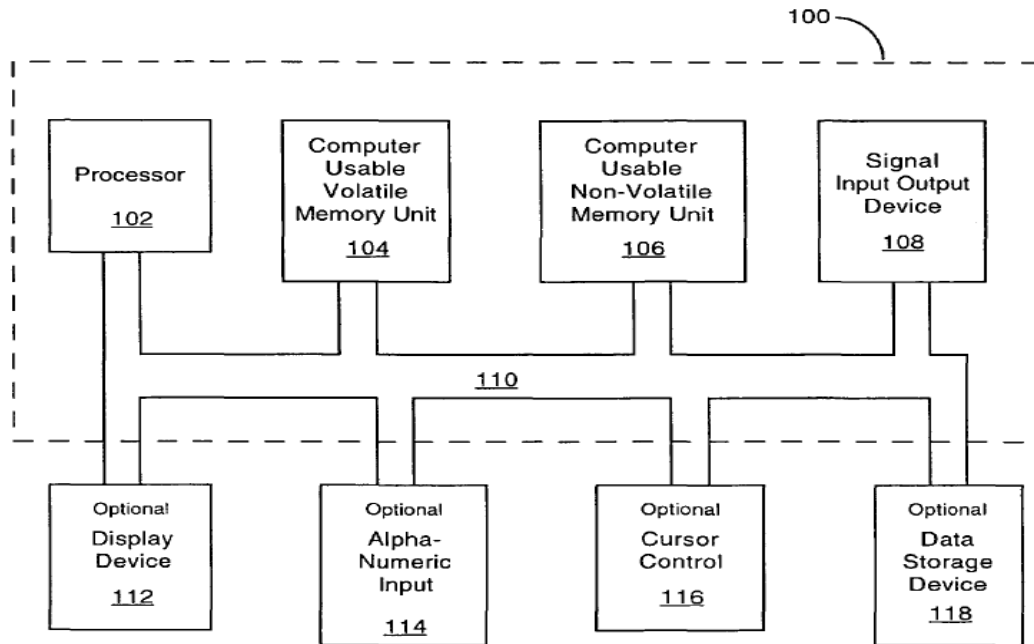 100
Processor
102
Computer
Usable
Volatile
Memory Unit
104
Computer
Usable
Non-Volatile
Memory Unit
106
Signal
Input Output
Device
108
110
Optional
Display
Device
112
Optional
Alpha-
Numeric
Input
114
Optional
Cursor
Control
116
Optional
Data
Storage
Device
118